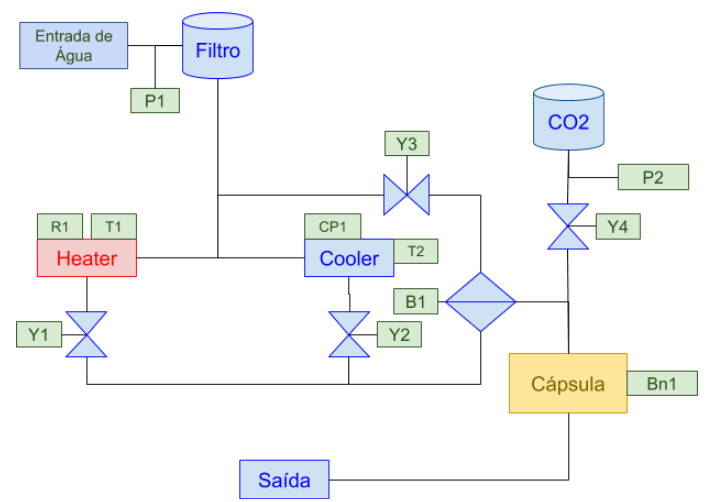 Entrada de
Água
Filtro
P1
CO2
Y3
P2
R1
T1
CP1
Y4
Heater
Cooler
T2
B1
Y1
Y2
Cápsula
Bn1
Saída